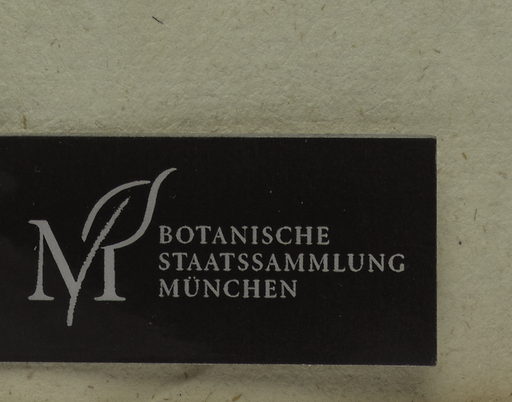 BOTANISCHE
STAATSSAMMLUNG
MÜNCHEN